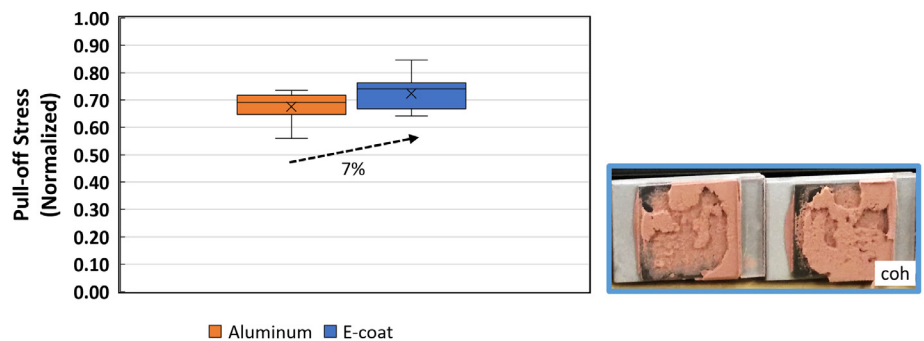 1.00
0.90
0.80
0.70
0.60
0.50
0.40
0.30
0.20
0.10
0.00
Pull-off Stress
(Normalized)
7%
Aluminum
E-coat
coh